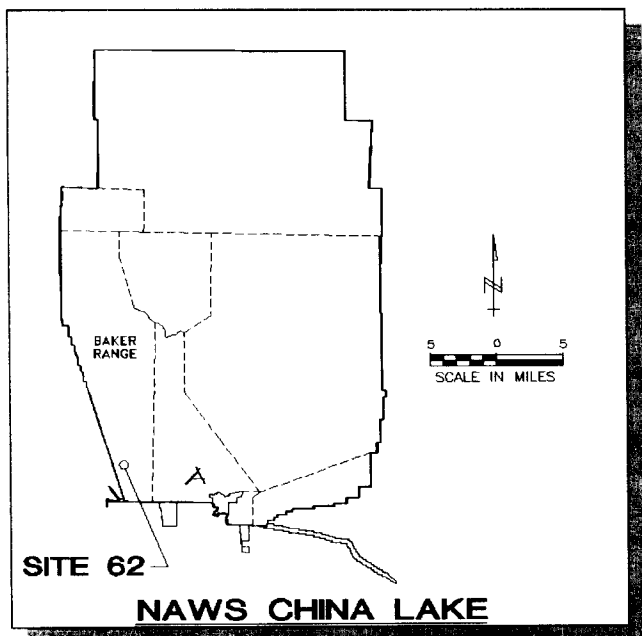 BAKER
RANGE
N
5 0 5
SCALE IN MILES
SITE 62
NAWS CHINA LAKE